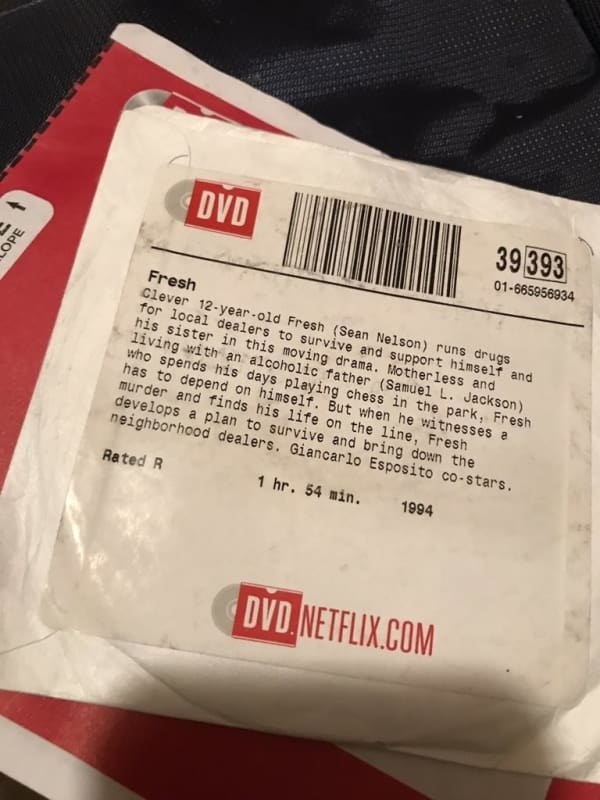 LOPE
DVD
39 393
01-665956934
Fresh
Clever 12-year-old Fresh (Sean Nelson) runs drugs
for local dealers to survive and support himself and
his sister in this moving drama. Motherless and
living with an alcoholic father (Samuel L. Jackson)
who spends his days playing chess in the park, Fresh
has to depend on himself. But when he witnesses a
murder and finds his life on the line, Fresh
develops a plan to survive and bring down the
neighborhood dealers. Giancarlo Esposito co-stars.
Rated R
1 hr. 54 min. 1994
DVD.NETFLIX.COM